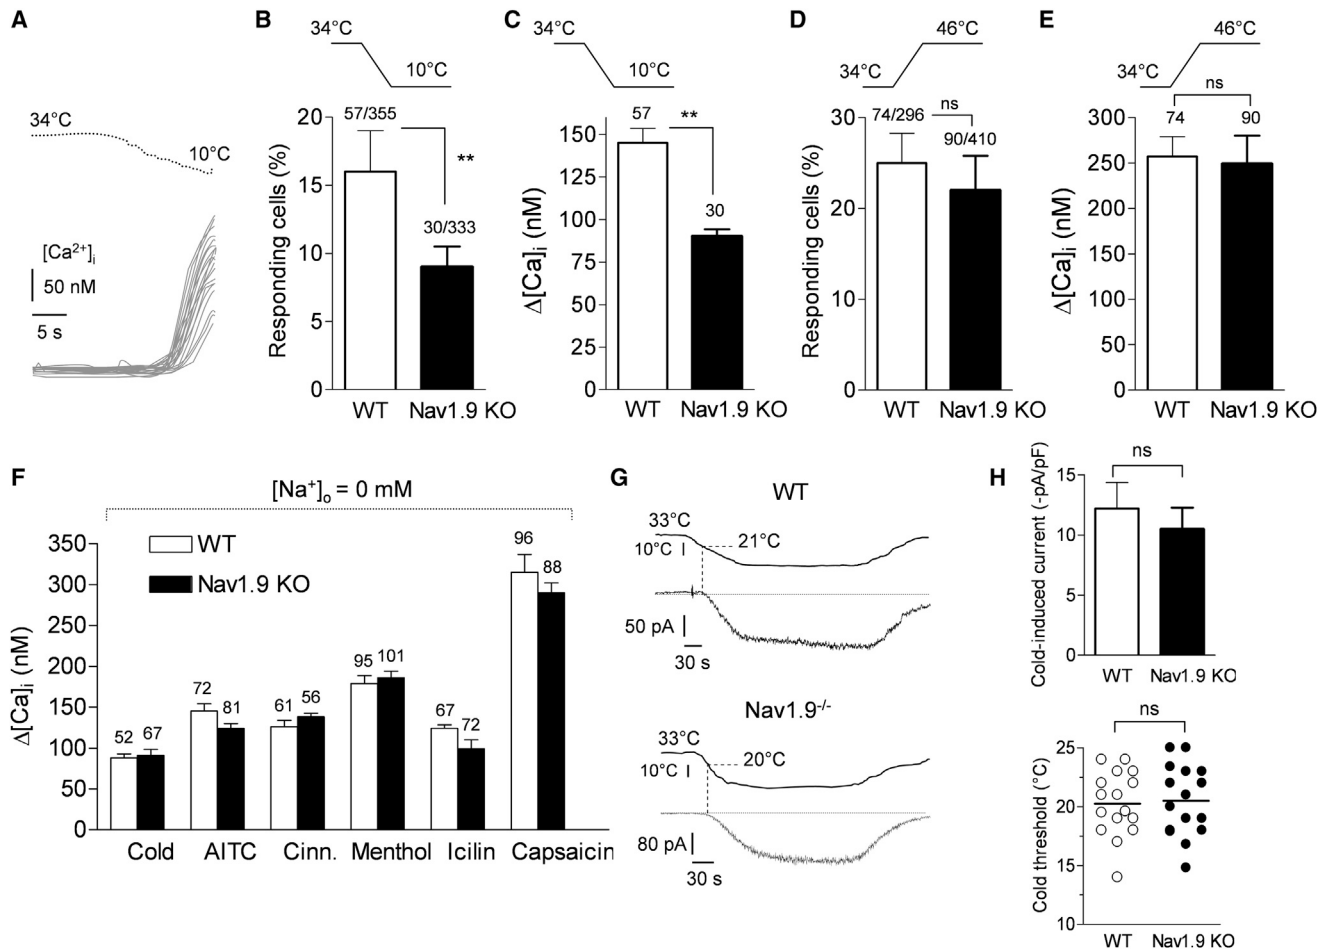 A
34°C
10°C
[Ca2+]i
50 nM
5 s
B
34°C
10°C
57/355
**
30/333
Responding cells (%)
20
15
10
5
0
WT
Nav1.9 KO
C
34°C
10°C
57
**
30
Δ[Ca]i (nM)
150
125
100
75
50
25
0
WT
Nav1.9 KO
D
46°C
34°C
74/296
ns
90/410
Responding cells (%)
30
20
10
0
WT
Nav1.9 KO
E
46°C
34°C
ns
74
90
Δ[Ca]i (nM)
300
250
200
150
100
50
0
WT
Nav1.9 KO
F
[Na+]o = 0 mM
WT
Nav1.9 KO
Δ[Ca]i (nM)
350
300
250
200
150
100
50
0
52
67
72
81
61
56
95
101
67
72
96
88
Cold
AITC
Cinn.
Menthol
Icilin
Capsaicin
G
WT
33°C
10°C
21°C
50 pA
30 s
Nav1.9-/-
33°C
10°C
20°C
80 pA
30 s
H
ns
Cold-induced current (-pA/pF)
15
10
5
0
WT
Nav1.9 KO
ns
Cold threshold (°C)
25
20
15
10
WT
Nav1.9 KO